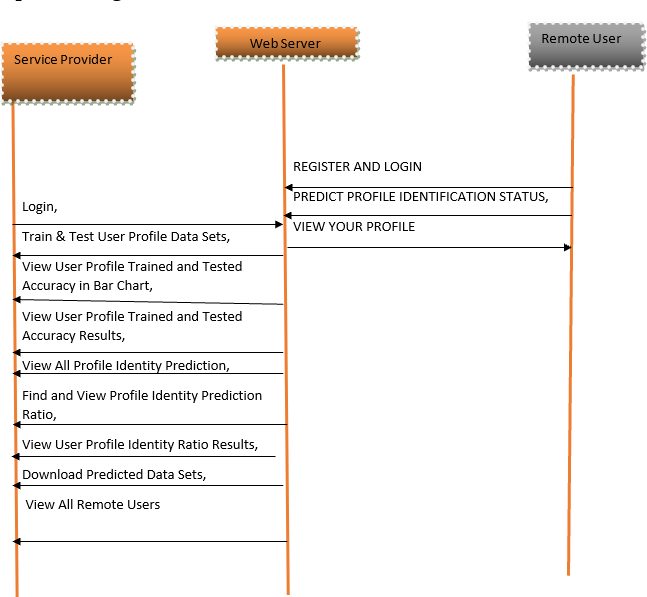 Service Provider
Web Server
Remote User
REGISTER AND LOGIN
PREDICT PROFILE IDENTIFICATION STATUS,
VIEW YOUR PROFILE
Login,
Train & Test User Profile Data Sets,
View User Profile Trained and Tested
Accuracy in Bar Chart,
View User Profile Trained and Tested
Accuracy Results,
View All Profile Identity Prediction,
Find and View Profile Identity Prediction
Ratio,
View User Profile Identity Ratio Results,
Download Predicted Data Sets,
View All Remote Users